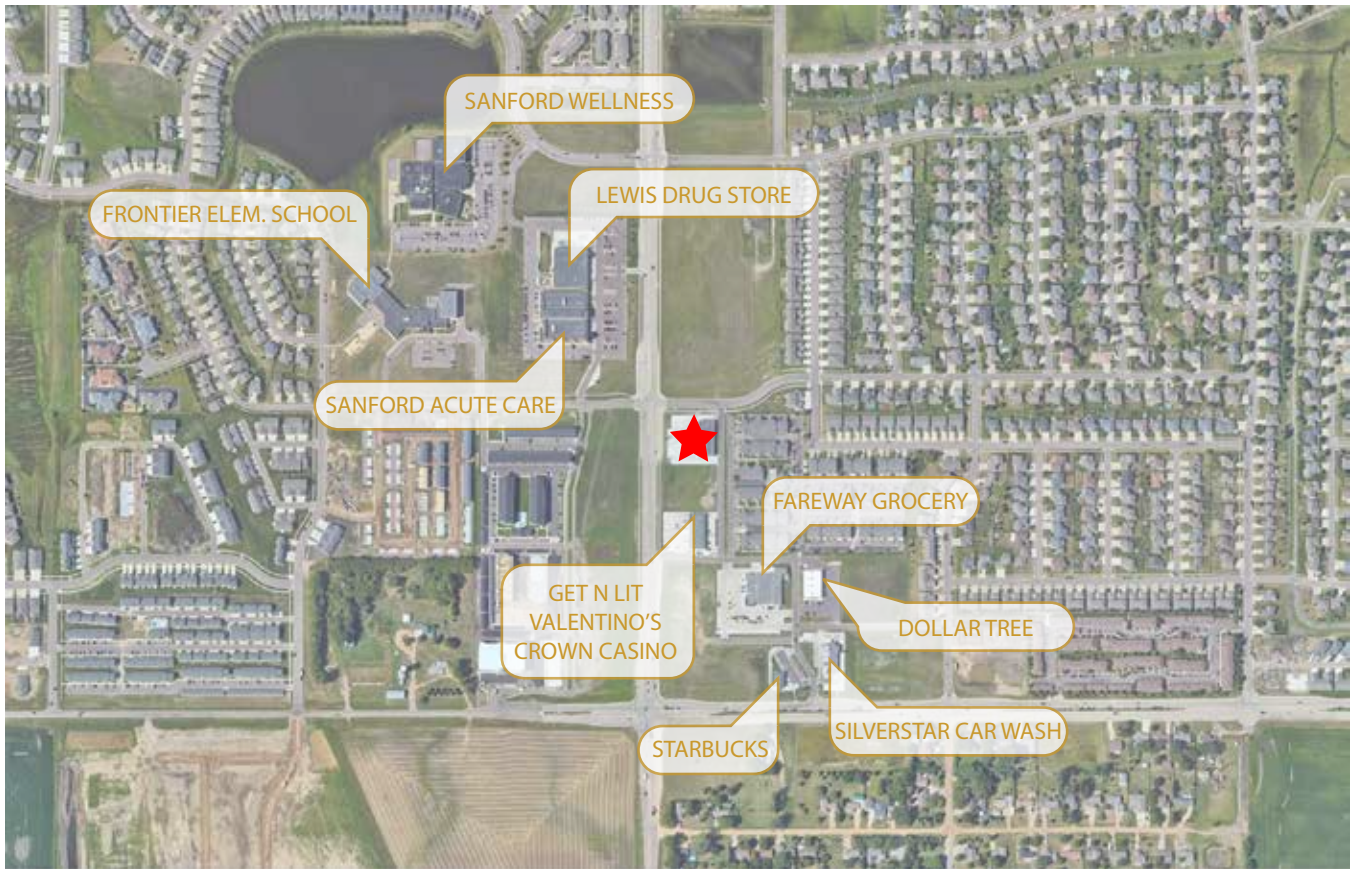 SANFORD WELLNESS
LEWIS DRUG STORE
FRONTIER ELEM. SCHOOL
SANFORD ACUTE CARE
FAREWAY GROCERY
GET N LIT
VALENTINO’S
CROWN CASINO
DOLLAR TREE
SILVERSTAR CAR WASH
STARBUCKS